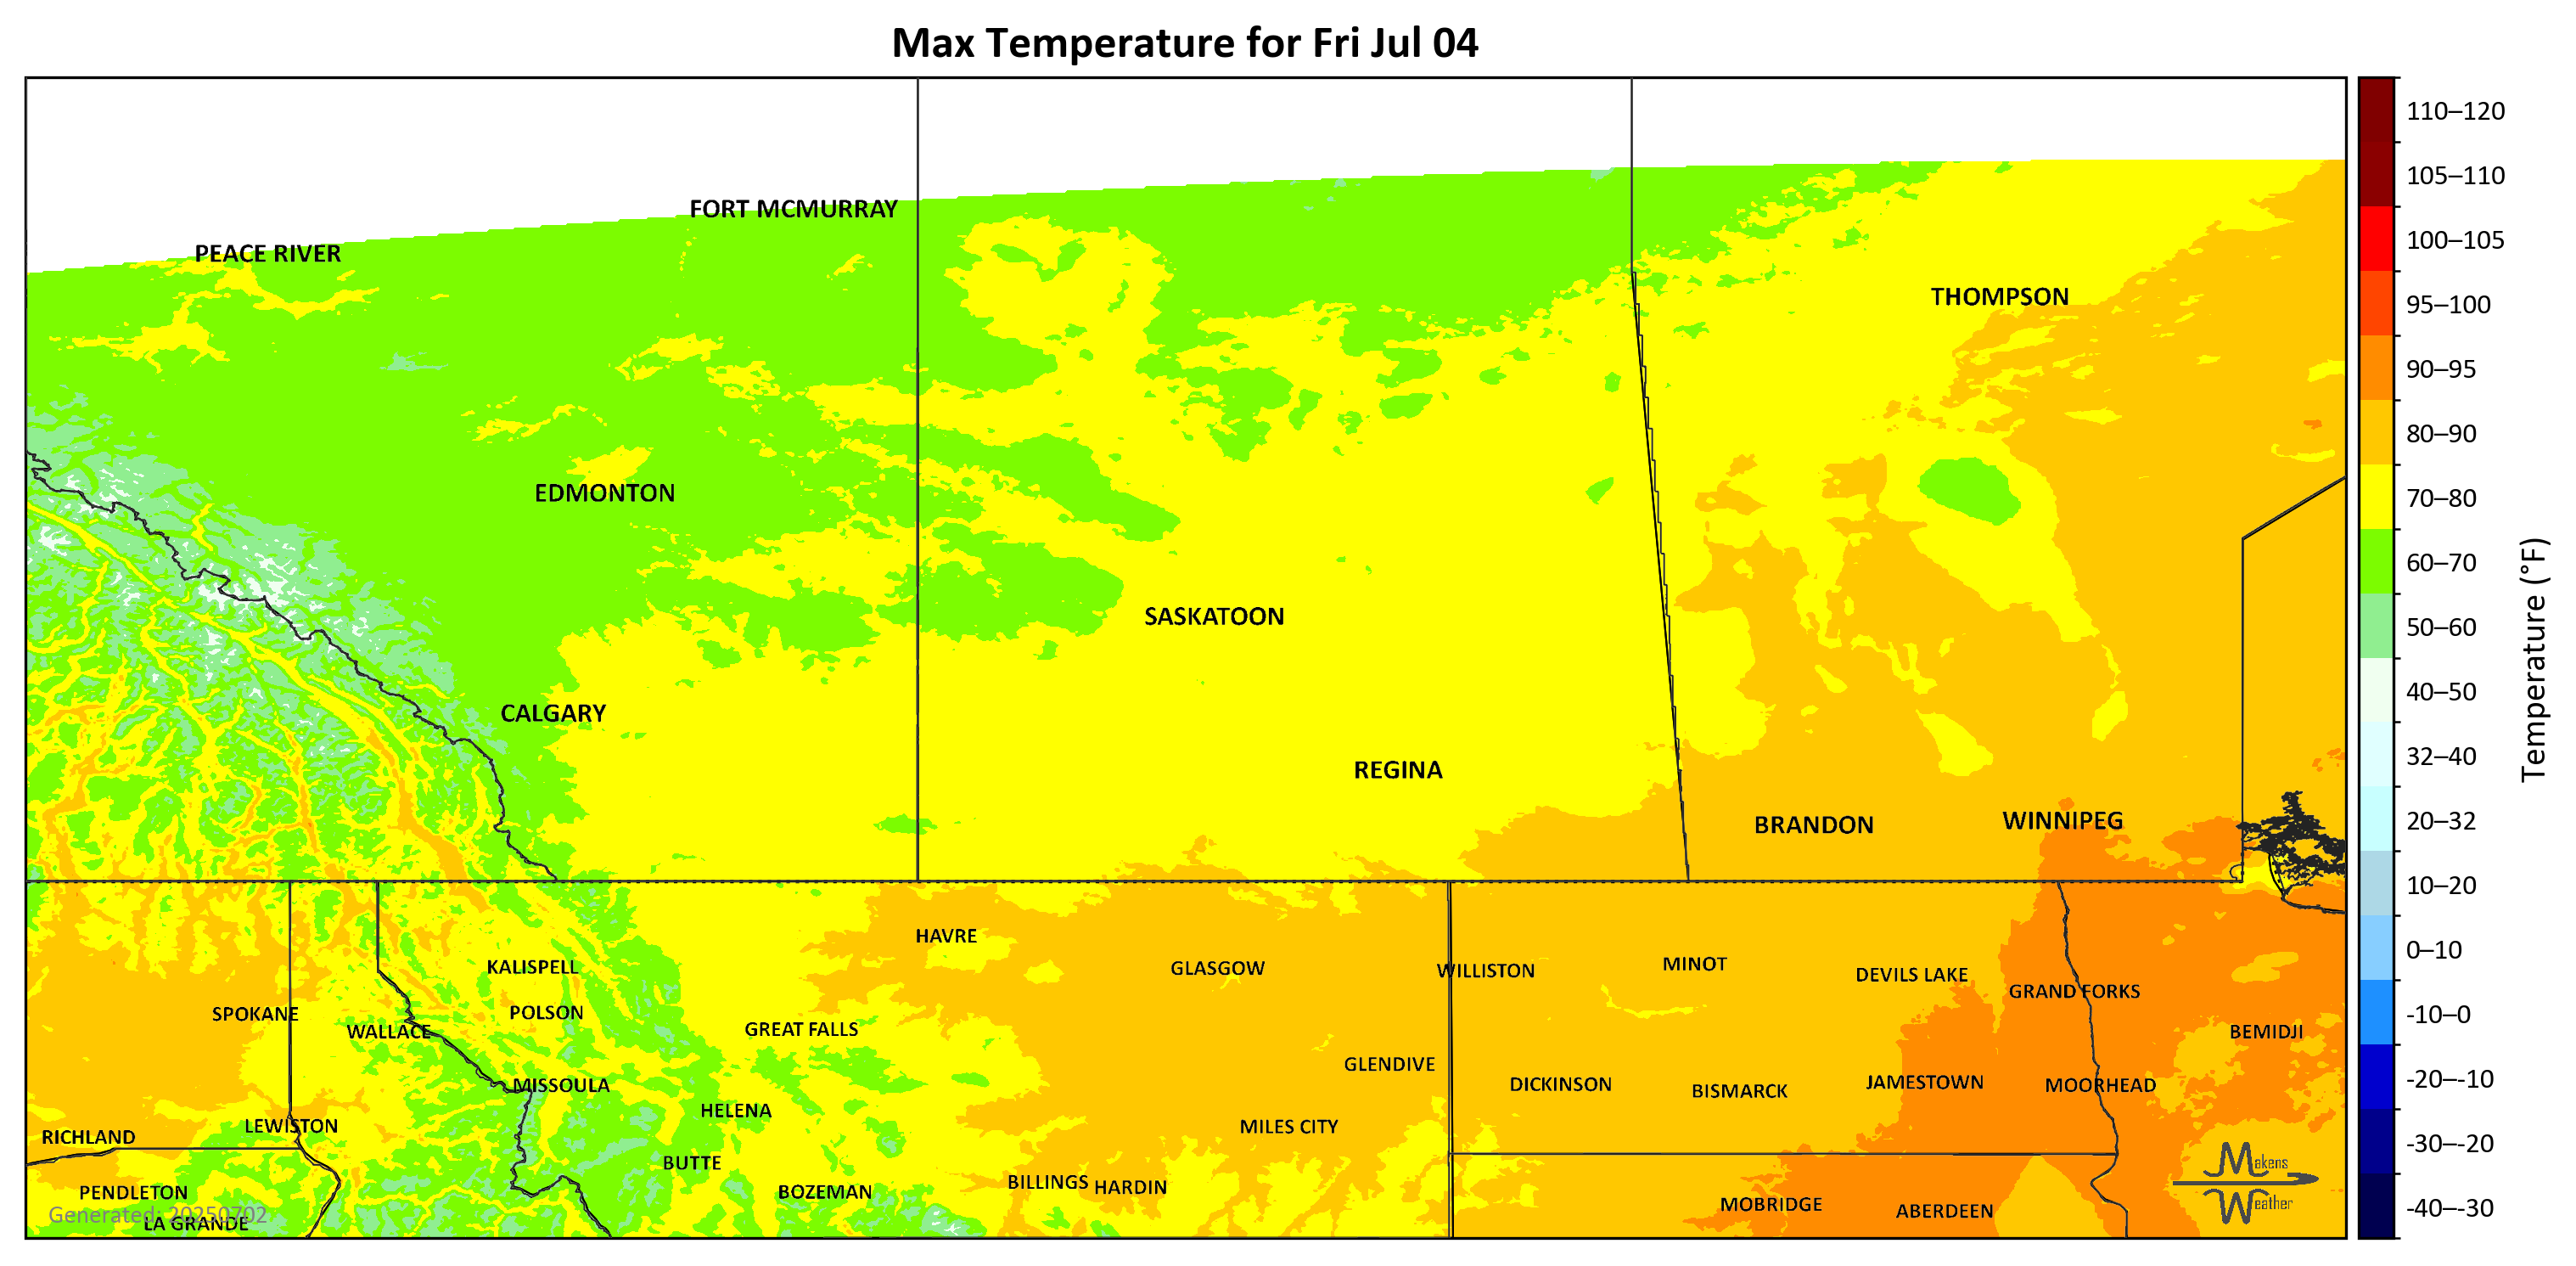 Max Temperature for Fri Jul 04
110–120
105–110
100–105
95–100
90–95
80–90
70–80
60–70
50–60
40–50
32–40
20–32
10–20
0–10
-10–0
-20–-10
-30–-20
-40–-30
Temperature (°F)
FORT MCMURRAY
PEACE RIVER
THOMPSON
EDMONTON
SASKATOON
CALGARY
REGINA
BRANDON
WINNIPEG
HAVRE
KALISPELL
GLASGOW
WILLISTON
MINOT
DEVILS LAKE
GRAND FORKS
SPOKANE
POLSON
WALLACE
GREAT FALLS
BEMIDJI
GLENDIVE
MISSOULA
DICKINSON
BISMARCK
JAMESTOWN
MOORHEAD
HELENA
LEWISTON
MILES CITY
RICHLAND
BUTTE
PENDLETON
BOZEMAN
BILLINGS
HARDIN
MOBRIDGE
ABERDEEN
LA GRANDE
Generated: 20250702
Makens
Weather